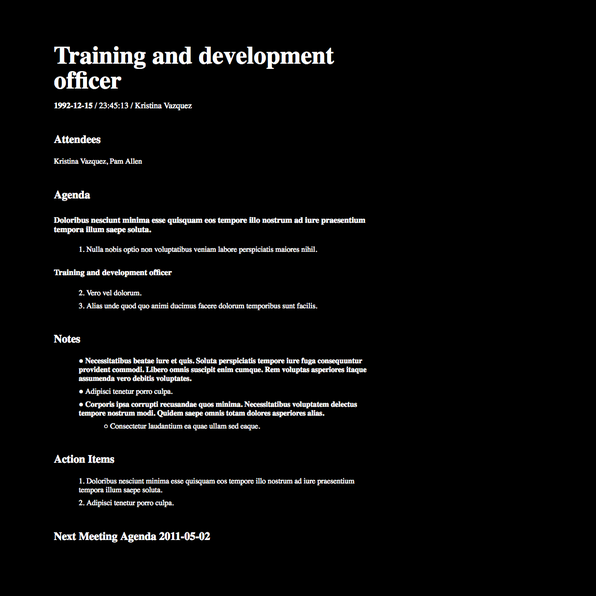 Training and development
officer
1992-12-15 / 23:45:13 / Kristina Vazquez
Attendees
Kristina Vazquez, Pam Allen
Agenda
Doloribus nesciunt minima esse quisquam eos tempore illo nostrum ad iure praesentium
tempora illum saepe soluta.
1. Nulla nobis optio non voluptatibus veniam labore perspiciatis maiores nihil.
Training and development officer
2. Vero vel dolorum.
3. Alias unde quod quo animi ducimus facere dolorum temporibus sunt facilis.
Notes
● Necessitatibus beatae iure et quis. Soluta perspiciatis tempore iure fuga consequuntur
provident commodi. Libero omnis suscipit enim cumque. Rem voluptas asperiores itaque
assumenda vero debitis voluptates.
● Adipisci tenetur porro culpa.
● Corporis ipsa corrupti recusandae quos minima. Necessitatibus voluptatem delectus
tempore nostrum modi. Quidem saepe omnis totam dolores asperiores alias.
○ Consectetur laudantium ea quae ullam sed eaque.
Action Items
1. Doloribus nesciunt minima esse quisquam eos tempore illo nostrum ad iure praesentium
tempora illum saepe soluta.
2. Adipisci tenetur porro culpa.
Next Meeting Agenda 2011-05-02